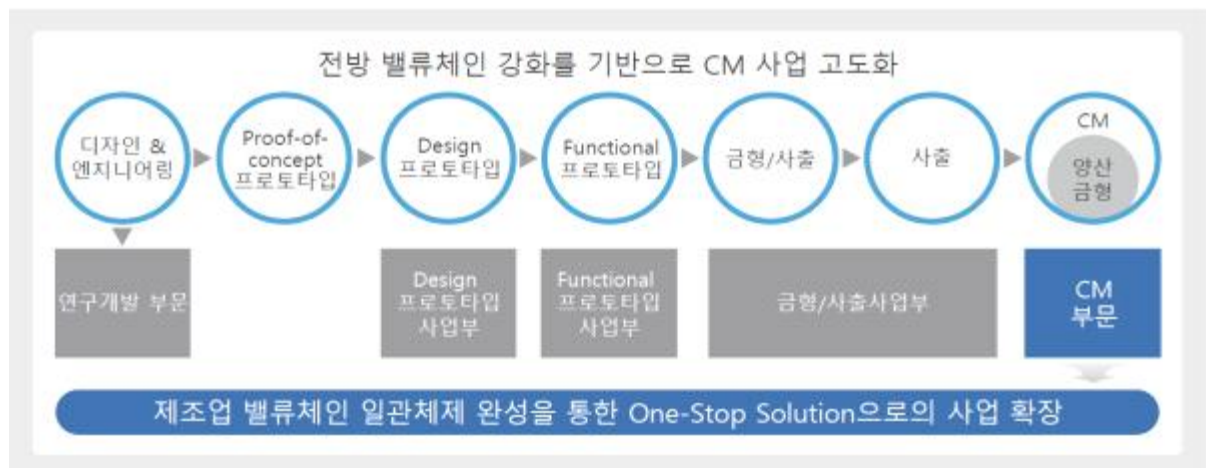 전방 밸류체인 강화를 기반으로 CM 사업 고도화
디자인 &
엔지니어링
Proof-of-
concept
프로토타입
Design
프로토타입
Functional
프로토타입
금형/사출
사출
CM
양산
금형
연구개발 부문
Design
프로토타입
사업부
Functional
프로토타입
사업부
금형/사출사업부
CM
부문
제조업 밸류체인 일관체제 완성을 통한 One-Stop Solution으로의 사업 확장